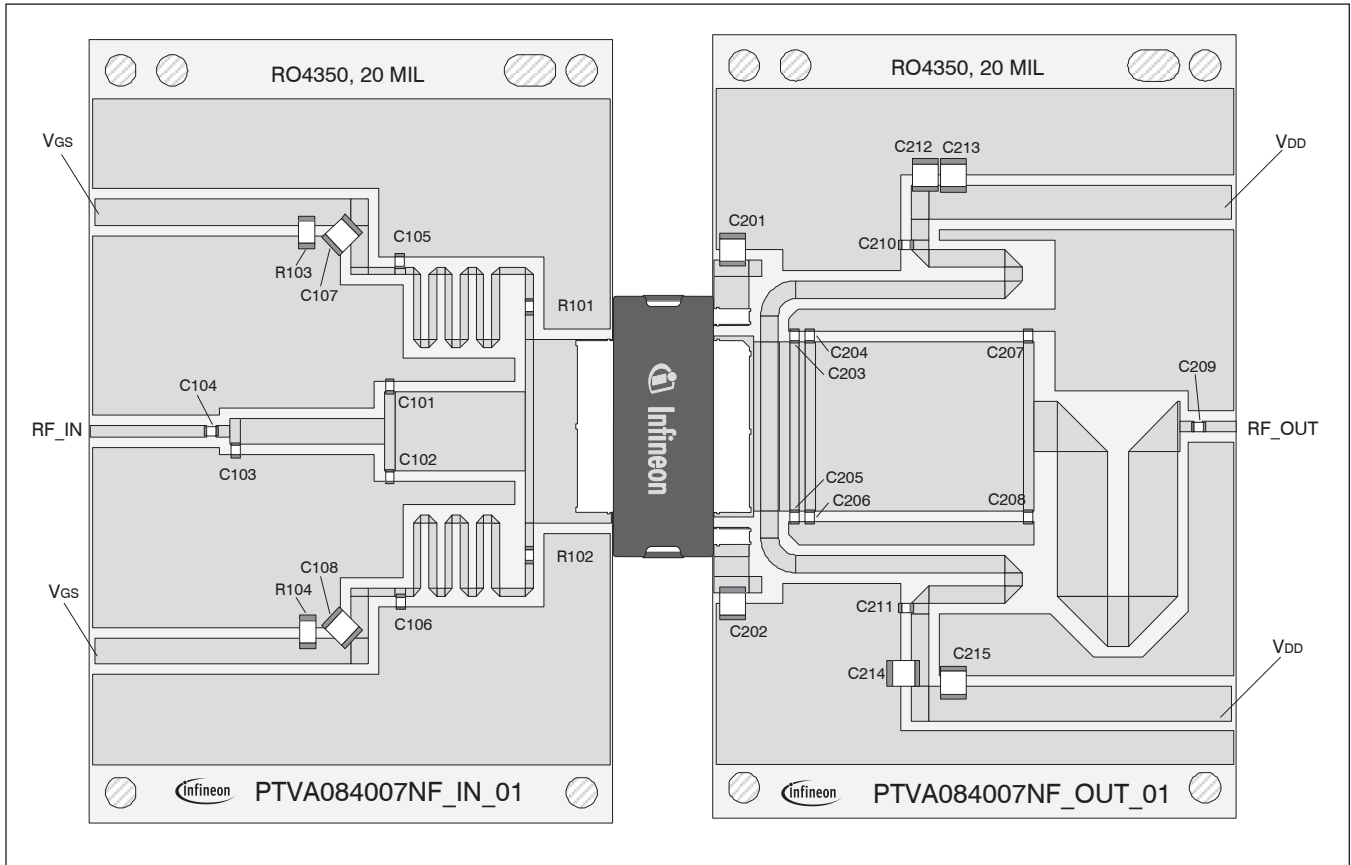 RO4350, 20 MIL
VGS
R103
C107
C105
R101
C104
RF_IN
C101
C102
C103
R102
C108
R104
VGS
C106
infineon PTVA084007NF_IN_01
Infineon
RO4350, 20 MIL
C212 C213
VDD
C201
C210
C204
C203
C207
C209
RF_OUT
C205
C206
C208
C211
C202
C214
C215
VDD
infineon PTVA084007NF_OUT_01